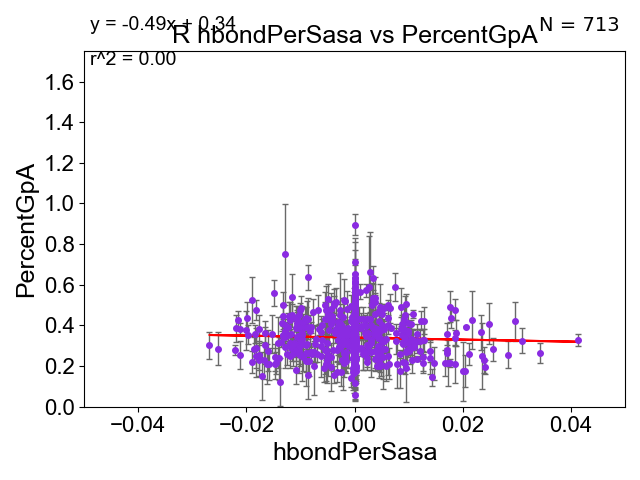 y = -0.49x + 0.34
R hbondPerSasa vs PercentGpA
N = 713
r^2 = 0.00
PercentGpA
1.6
1.4
1.2
1.0
0.8
0.6
0.4
0.2
0.0
−0.04 −0.02 0.00 0.02 0.04
hbondPerSasa